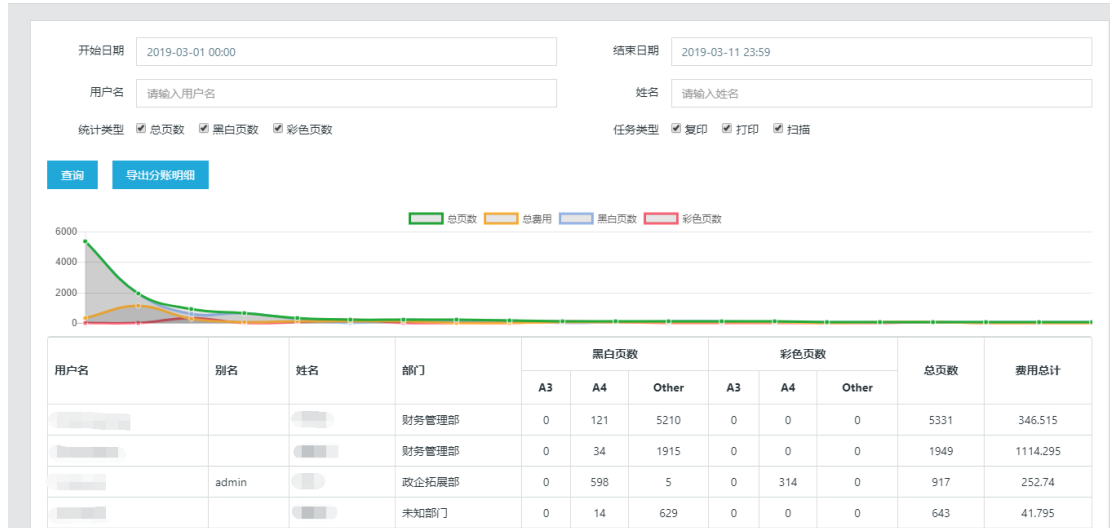 开始日期 2019-03-01 00:00 结束日期 2019-03-11 23:59
用户名 请输入用户名 姓名 请输入姓名
统计类型 总页数 黑白页数 彩色页数 任务类型 复印 打印 扫描
查询 导出分账明细
总页数 总费用 黑白页数 彩色页数
6000
4000
2000
0
用户名 别名 姓名 部门 黑白页数 彩色页数 总页数 费用总计
A3 A4 Other A3 A4 Other
财务管理部 0 121 5210 0 0 0 5331 346.515
财务管理部 0 34 1915 0 0 0 1949 1114.295
admin 政企拓展部 0 598 5 0 314 0 917 252.74
未知部门 0 14 629 0 0 0 643 41.795